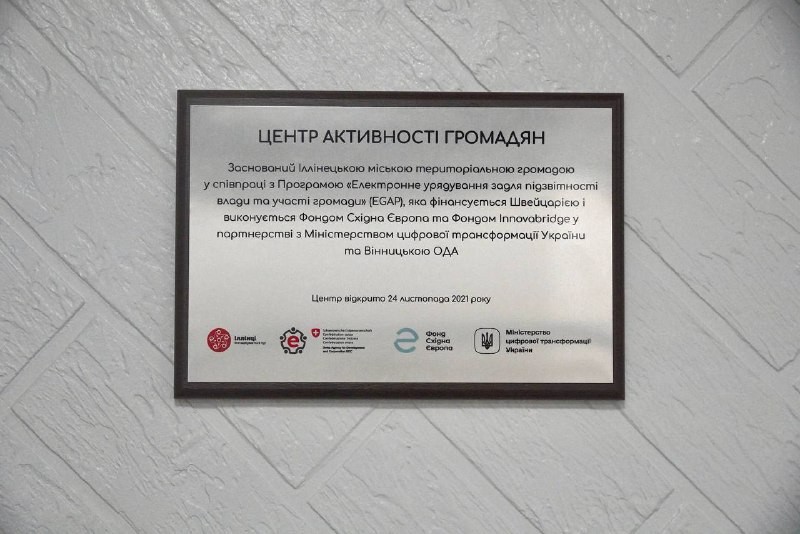 ЦЕНТР АКТИВНОСТІ ГРОМАДЯН
Заснований Іллінецькою міською територіальною громадою
у співпраці з Програмою «Електронне урядування задля підзвітності
влади та участі громади» (EGAP), яка фінансується Швейцарією і
виконується Фондом Східна Європа та Фондом Innovabridge у
партнерстві з Міністерством цифрової трансформації України
та Вінницькою ОДА
Центр відкрито 24 листопада 2021 року
Іллінці
e
Фонд
Східна
Європа
Міністерство
цифрової трансформації
України